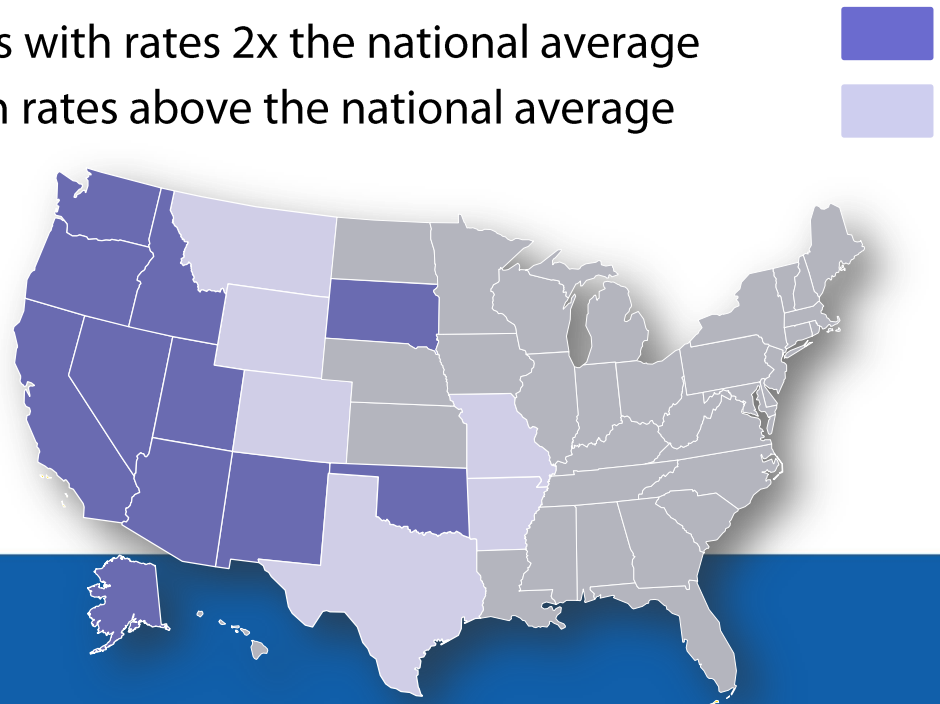 with rates 2x the national average
rates above the national average